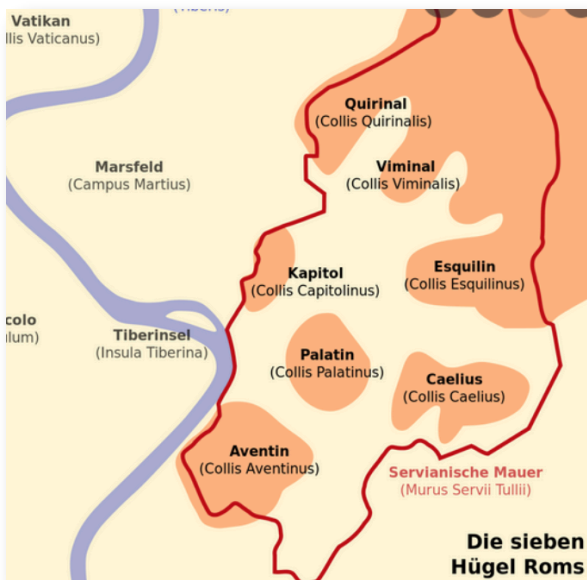 (Tiberis)
Vatikan
llis Vaticanus)
Quirinal
(Collis Quirinalis)
Marsfeld
(Campus Martius)
Viminal
(Collis Viminalis)
Kapitol
(Collis Capitolinus)
Esquilin
(Collis Esquilinus)
colo
lum)
Tiberinsel
(Insula Tiberina)
Palatin
(Collis Palatinus)
Caelius
(Collis Caelius)
Aventin
(Collis Aventinus)
Servianische Mauer
(Murus Servii Tullii)
Die sieben
Hügel Roms